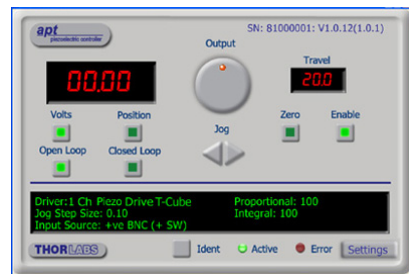 apt
piezoelectric controller
SN: 81000001: V1.0.12(1.0.1)
Output
Travel
00.00
20.0
Volts
Position
Zero
Enable
Jog
Open Loop
Closed Loop
Driver:1 Ch Piezo Drive T-Cube
Proportional: 100
Jog Step Size: 0.10
Integral: 100
Input Source: +ve BNC (+ SW)
THORLABS
Ident
Active
Error
Settings